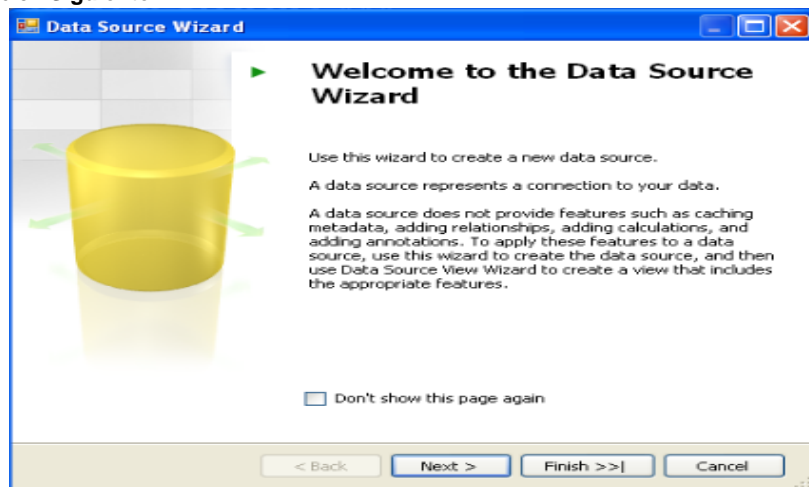 Data Source Wizard
Welcome to the Data Source
Wizard
Use this wizard to create a new data source.
A data source represents a connection to your data.
A data source does not provide features such as caching
metadata, adding relationships, adding calculations, and
adding annotations. To apply these features to a data
source, use this wizard to create the data source, and then
use Data Source View Wizard to create a view that includes
the appropriate features.
Don't show this page again
< Back
Next >
Finish >>|
Cancel